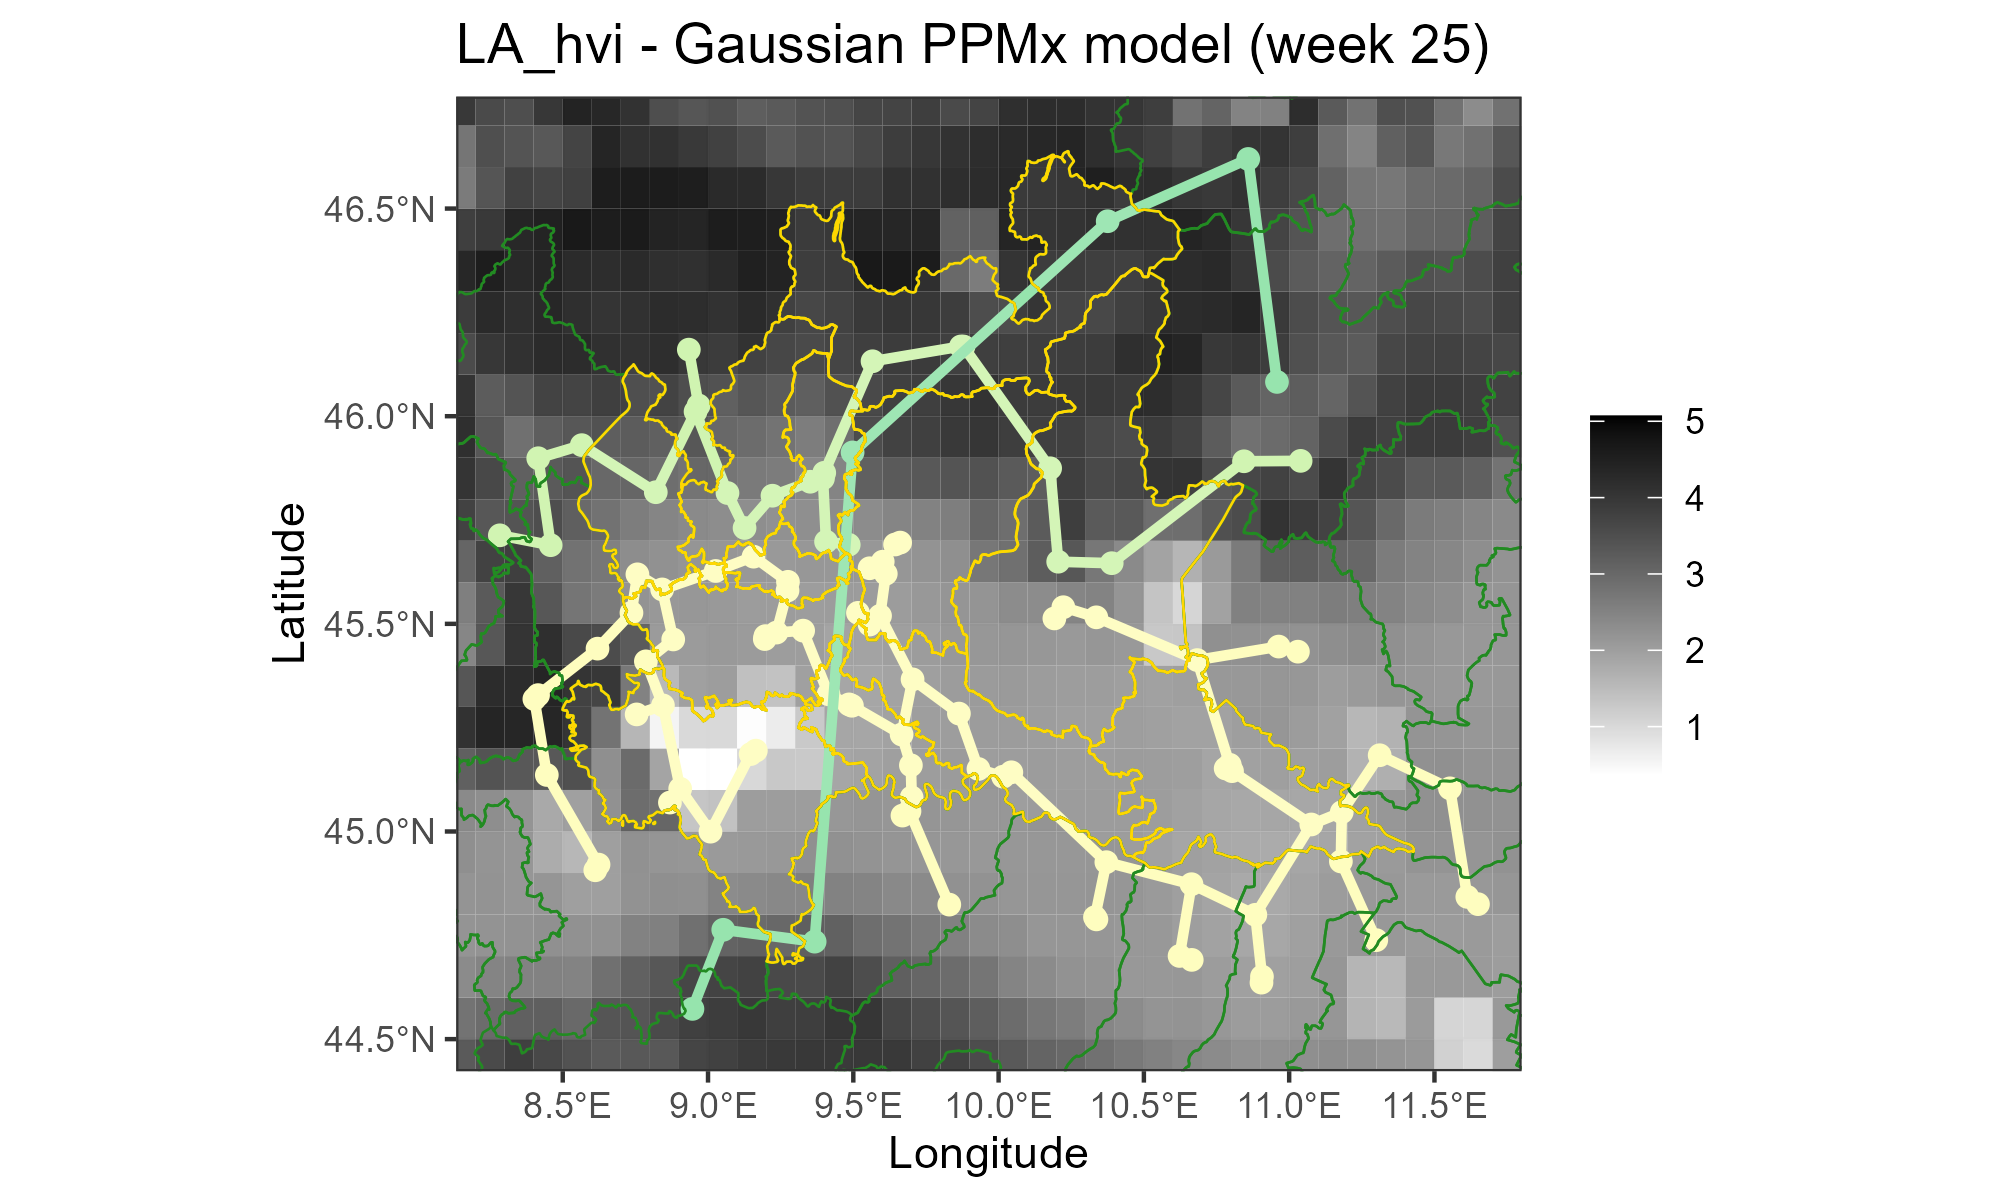 LA_hvi - Gaussian PPMx model (week 25)
46.5°N
46.0°N
45.5°N
45.0°N
44.5°N
Latitude
8.5°E 9.0°E 9.5°E 10.0°E 10.5°E 11.0°E 11.5°E
Longitude
5
4
3
2
1